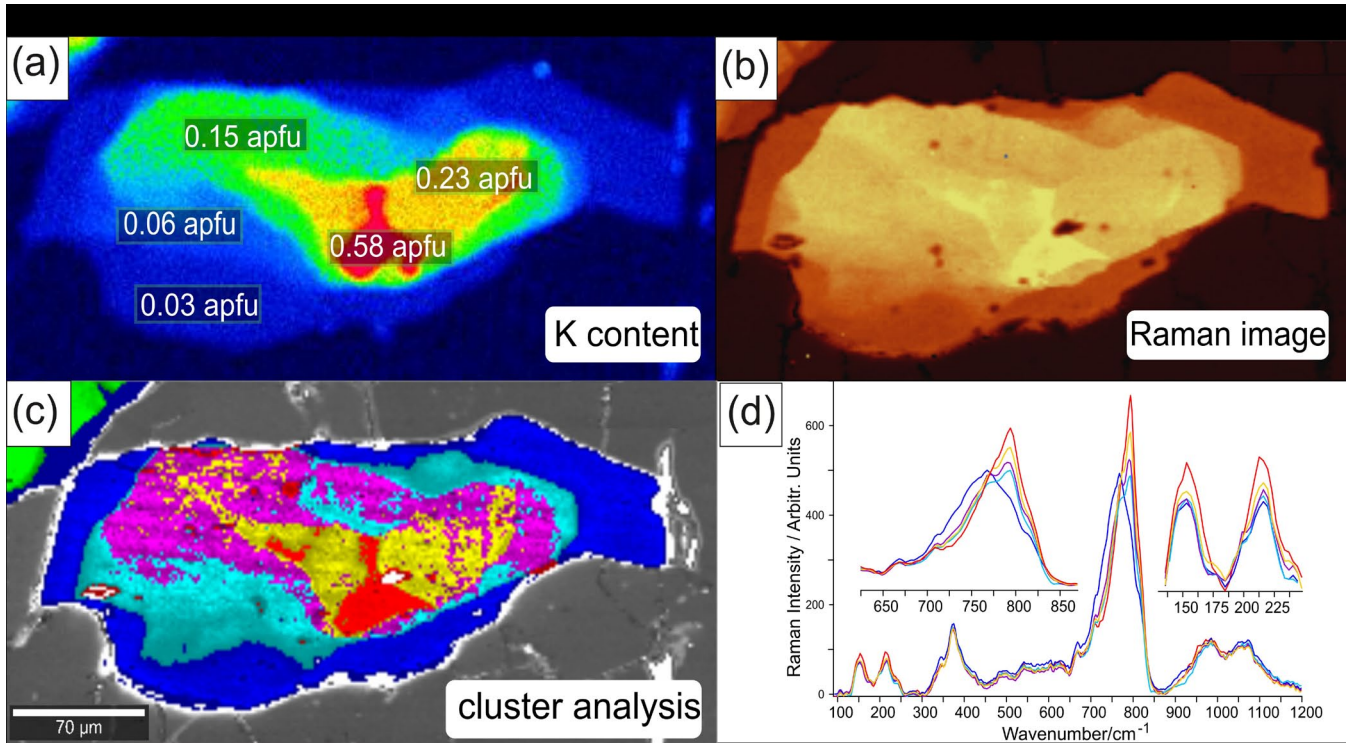 (a)
0.15 apfu
0.23 apfu
0.06 apfu
0.58 apfu
0.03 apfu
K content
(b)
Raman image
(c)
70 µm
cluster analysis
(d)
Raman Intensity / Arbitr. Units
600
400
200
0
650 700 750 800 850
150 175 200 225
100 200 300 400 500 600 700 800 900 1000 1100 1200
Wavenumber/cm⁻¹